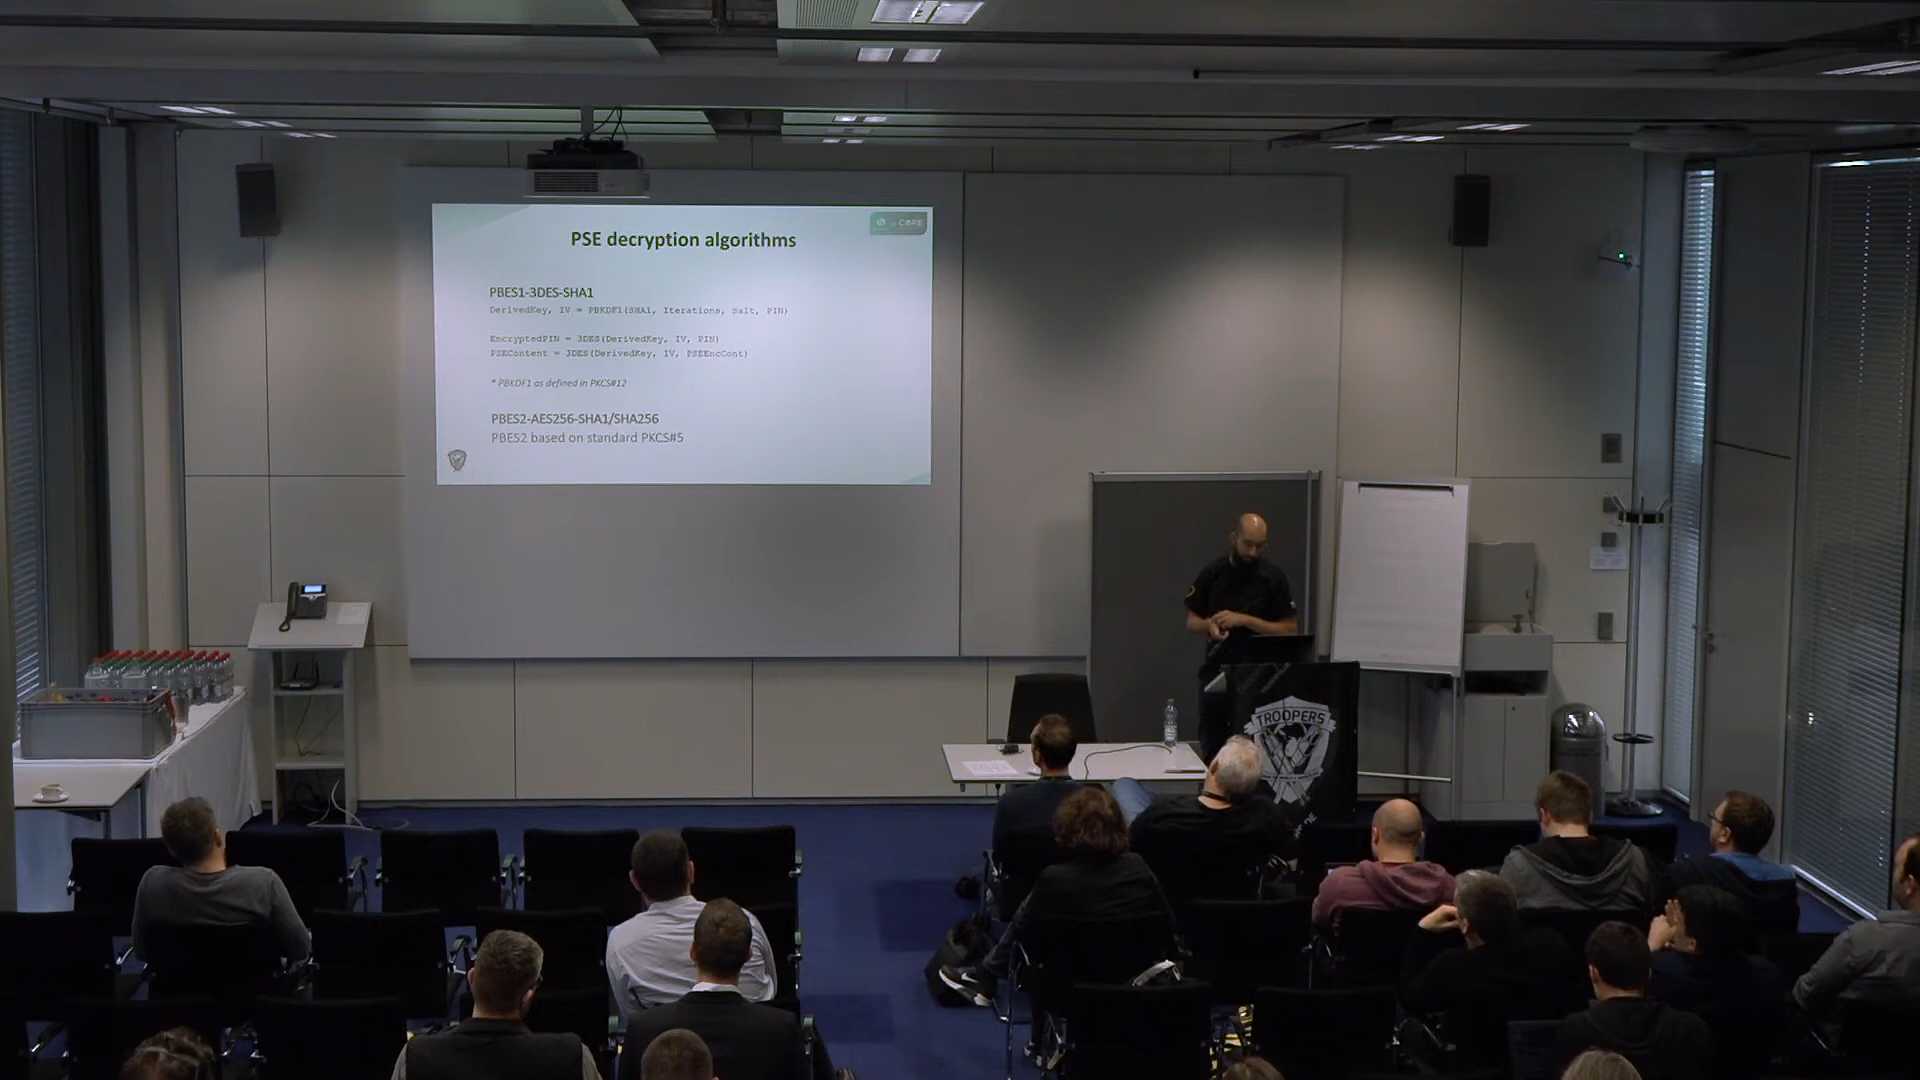 PSE decryption algorithms
CORE
PBES1-3DES-SHA1
DerivedKey, IV = PBKDF1(SHA1, Iterations, Salt, PIN)
EncryptedPIN = 3DES(DerivedKey, IV, PIN)
PSEContent = 3DES(DerivedKey, IV, PSEEncCont)
* PBKDF1 as defined in PKCS#12
PBES2-AES256-SHA1/SHA256
PBES2 based on standard PKCS#5
TROOPERS